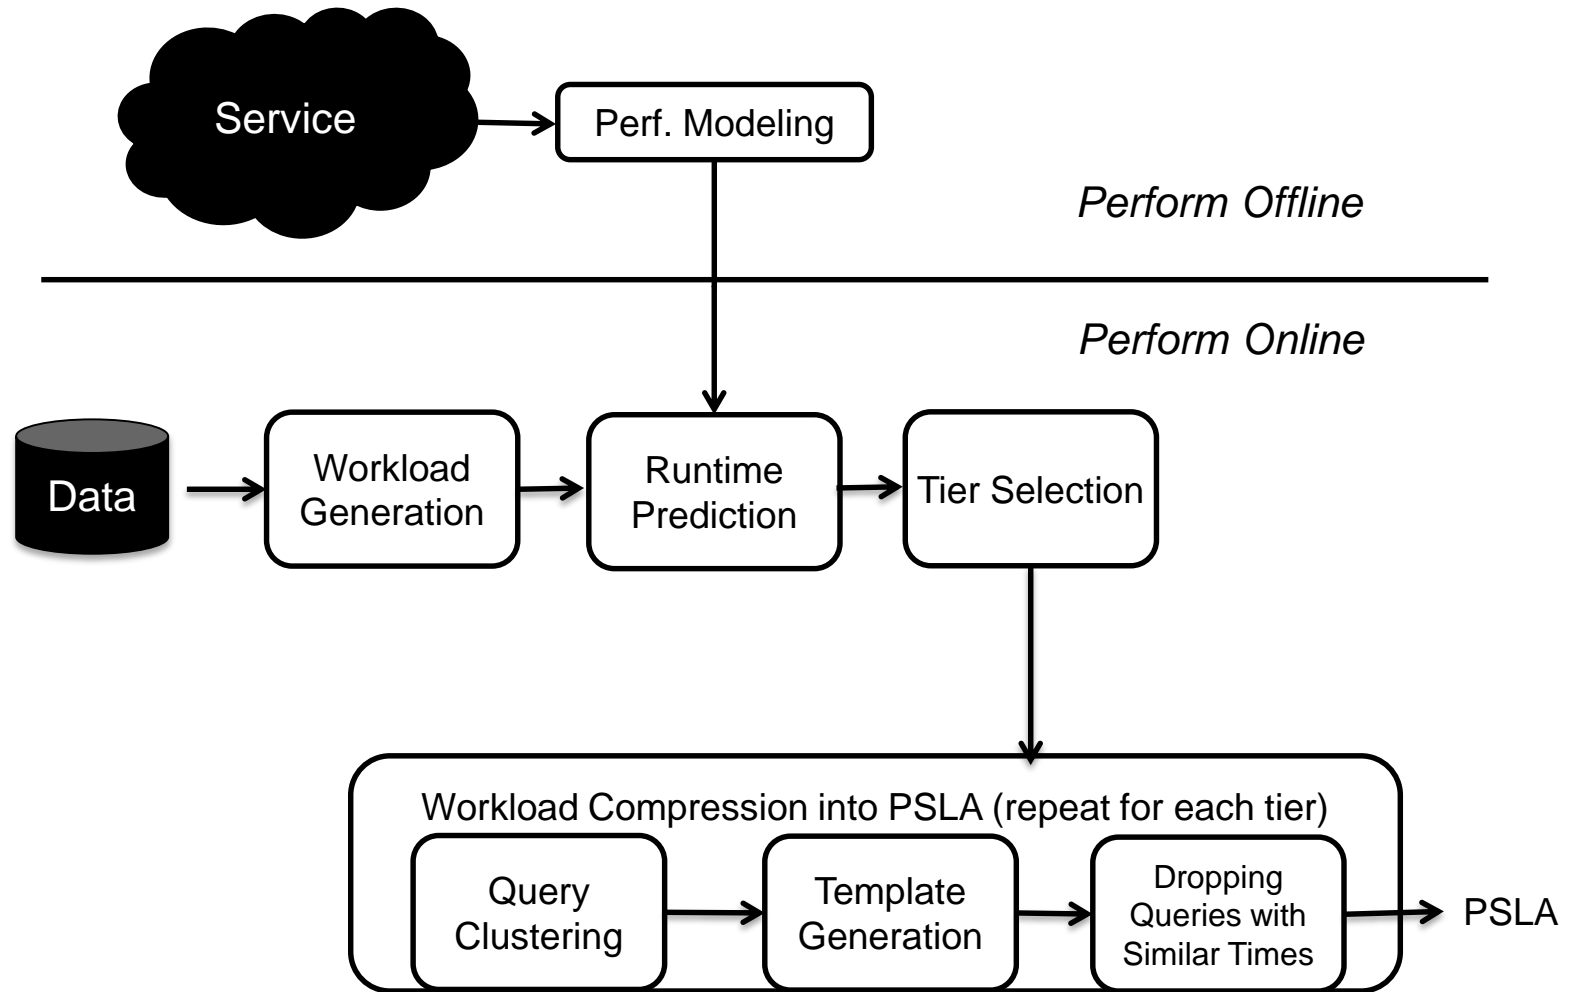 Service
Perf. Modeling
Perform Offline
Perform Online
Data
Workload
Generation
Runtime
Prediction
Tier Selection
Workload Compression into PSLA (repeat for each tier)
Query
Clustering
Template
Generation
Dropping
Queries with
Similar Times
PSLA